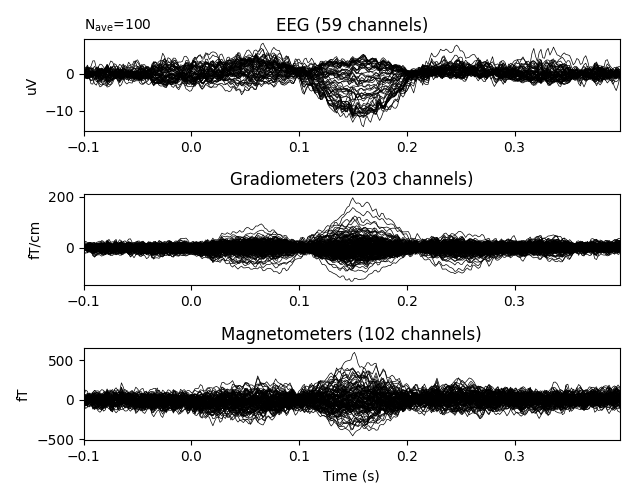 N_ave=100 EEG (59 channels)
0
−10
uV
−0.1 0.0 0.1 0.2 0.3
Gradiometers (203 channels)
200
0
fT/cm
−0.1 0.0 0.1 0.2 0.3
Magnetometers (102 channels)
500
0
−500
fT
−0.1 0.0 0.1 0.2 0.3
Time (s)